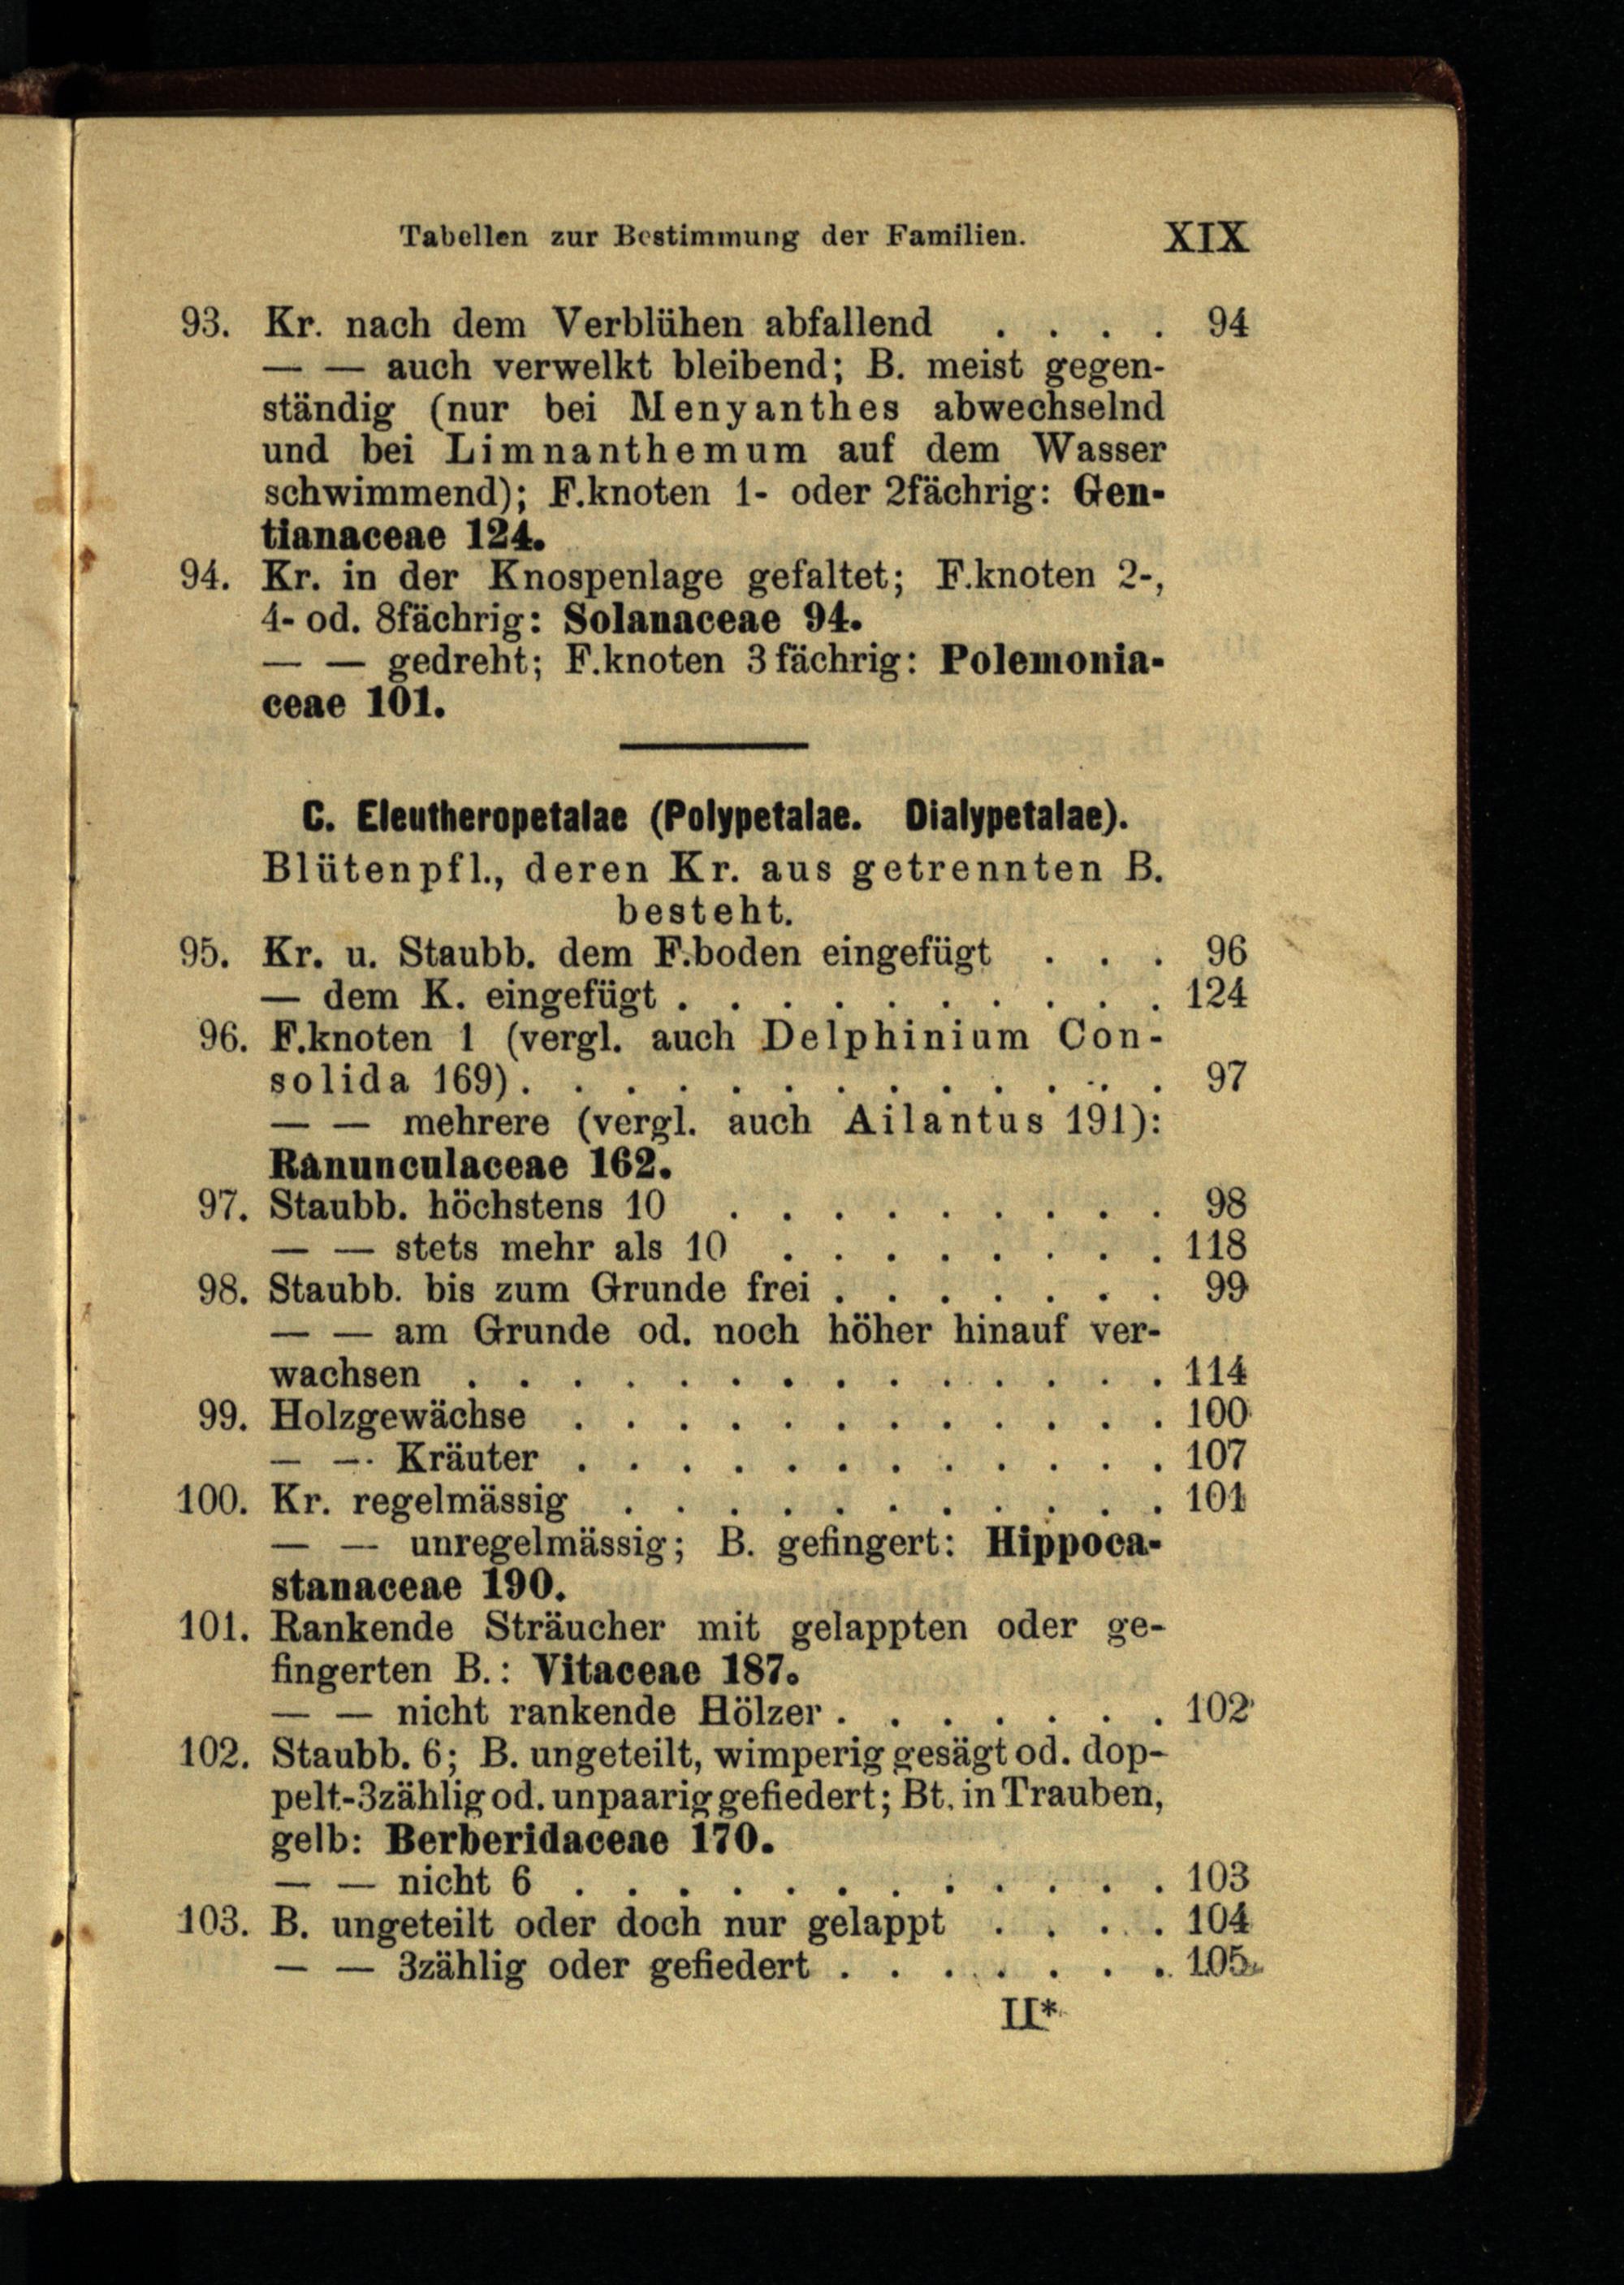 Tabellen zur Bestimmung der Familien. XIX
93. Kr. nach dem Verblühen abfallend . . . . 94
— — auch verwelkt bleibend; B. meist gegen-
ständig (nur bei Menyanthes abwechselnd
und bei Limnanthemum auf dem Wasser
schwimmend); F.knoten 1- oder 2fächrig: Gen-
tianaceae 124.
94. Kr. in der Knospenlage gefaltet; F.knoten 2-,
4- od. 8fächrig: Solanaceae 94.
— — gedreht; F.knoten 3fächrig: Polemonia-
ceae 101.
C. Eleutheropetalae (Polypetalae. Dialypetalae).
Blütenpfl., deren Kr. aus getrennten B.
besteht.
95. Kr. u. Staubb. dem F.boden eingefügt . . . 96
— dem K. eingefügt . . . . . . . . . . 124
96. F.knoten 1 (vergl. auch Delphinium Con-
solida 169) . . . . . . . . . . . . . 97
— — mehrere (vergl. auch Ailantus 191):
Ranunculaceae 162.
97. Staubb. höchstens 10 . . . . . . . . . 98
— — stets mehr als 10 . . . . . . . . 118
98. Staubb. bis zum Grunde frei . . . . . . . 99
— — am Grunde od. noch höher hinauf ver-
wachsen . . . . . . . . . . . . . . 114
99. Holzgewächse . . . . . . . . . . . . 100
— — Kräuter . . . . . . . . . . . . 107
100. Kr. regelmässig . . . . . . . . . . . 101
— — unregelmässig; B. gefingert: Hippoca-
stanaceae 190.
101. Rankende Sträucher mit gelappten oder ge-
fingerten B.: Vitaceae 187.
— — nicht rankende Hölzer . . . . . . . 102
102. Staubb. 6; B. ungeteilt, wimperig gesägt od. dop-
pelt-3zählig od. unpaarig gefiedert; Bt. in Trauben,
gelb: Berberidaceae 170.
— — nicht 6 . . . . . . . . . . . . 103
103. B. ungeteilt oder doch nur gelappt . . . . 104
— — 3zählig oder gefiedert . . . . . . . 105
II*